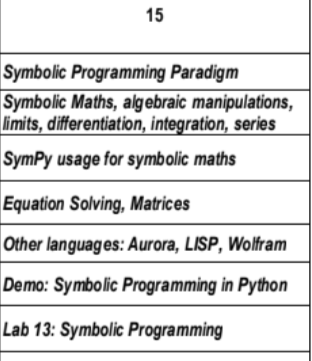 15
Symbolic Programming Paradigm
Symbolic Maths, algebraic manipulations,
limits, differentiation, integration, series
SymPy usage for symbolic maths
Equation Solving, Matrices
Other languages: Aurora, LISP, Wolfram
Demo: Symbolic Programming in Python
Lab 13: Symbolic Programming